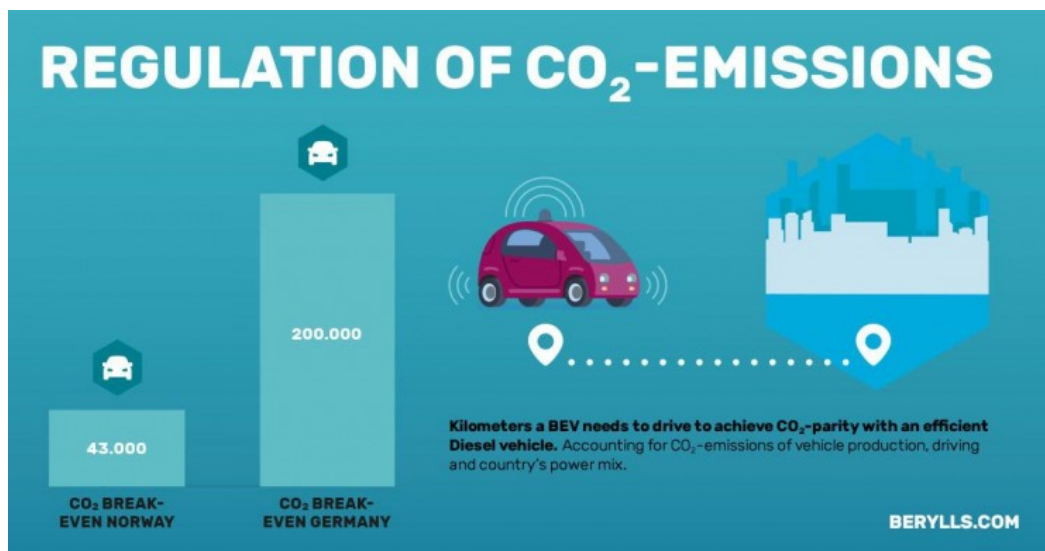 REGULATION OF CO₂-EMISSIONS
43.000
CO₂ BREAK-
EVEN NORWAY
200.000
CO₂ BREAK-
EVEN GERMANY
Kilometers a BEV needs to drive to achieve CO₂-parity with an efficient
Diesel vehicle. Accounting for CO₂-emissions of vehicle production, driving
and country's power mix.
BERYLLS.COM